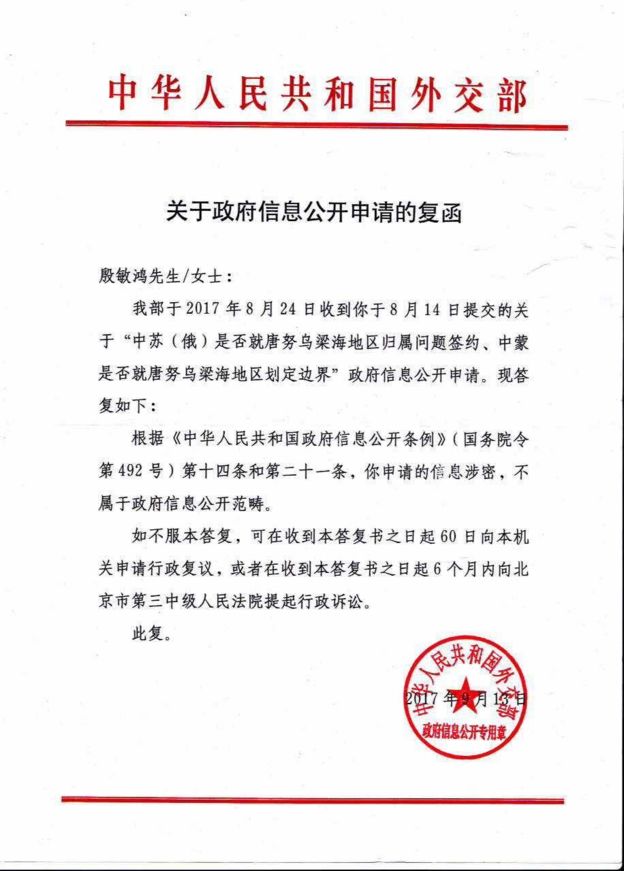 中华人民共和国外交部
关于政府信息公开申请的复函
殷敏鸿先生/女士：
我部于2017年8月24日收到你于8月14日提交的关
于“中苏（俄）是否就唐努乌梁海地区归属问题签约、中蒙
是否就唐努乌梁海地区划定边界”政府信息公开申请。现答
复如下：
根据《中华人民共和国政府信息公开条例》（国务院令
第492号）第十四条和第二十一条，你申请的信息涉密，不
属于政府信息公开范畴。
如不服本答复，可在收到本答复书之日起60日向本机
关申请行政复议，或者在收到本答复书之日起6个月内向北
京市第三中级人民法院提起行政诉讼。
此复。
中华人民共和国外交部
2017年9月13日
政府信息公开专用章